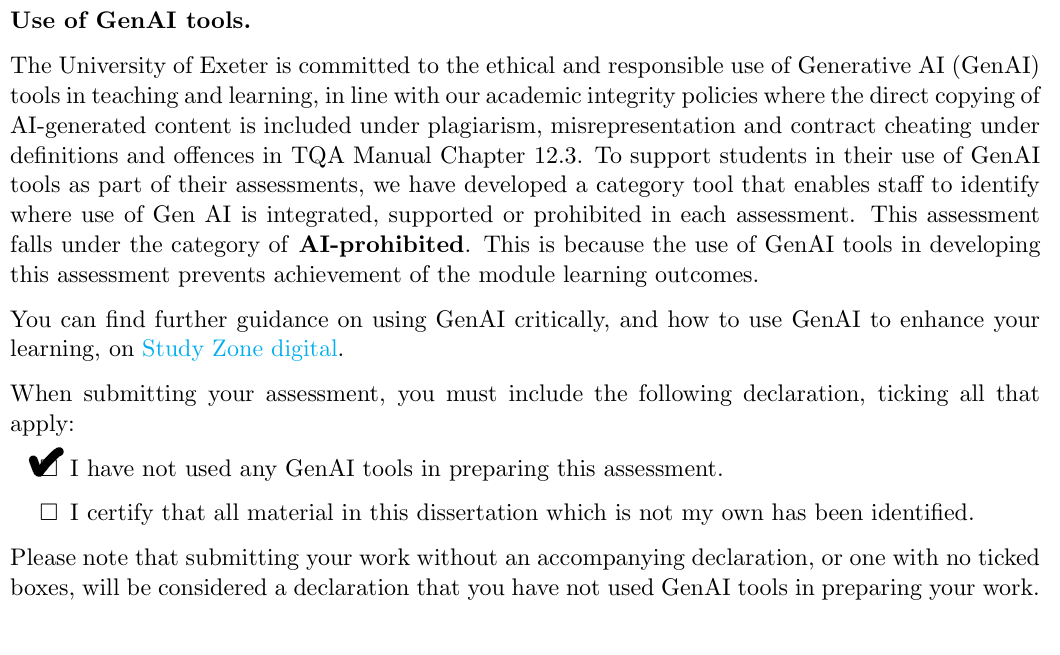 Use of GenAI tools.
The University of Exeter is committed to the ethical and responsible use of Generative AI (GenAI)
tools in teaching and learning, in line with our academic integrity policies where the direct copying of
AI-generated content is included under plagiarism, misrepresentation and contract cheating under
definitions and offences in TQA Manual Chapter 12.3. To support students in their use of GenAI
tools as part of their assessments, we have developed a category tool that enables staff to identify
where use of Gen AI is integrated, supported or prohibited in each assessment. This assessment
falls under the category of AI-prohibited. This is because the use of GenAI tools in developing
this assessment prevents achievement of the module learning outcomes.
You can find further guidance on using GenAI critically, and how to use GenAI to enhance your
learning, on Study Zone digital.
When submitting your assessment, you must include the following declaration, ticking all that
apply:
✔ I have not used any GenAI tools in preparing this assessment.
☐ I certify that all material in this dissertation which is not my own has been identified.
Please note that submitting your work without an accompanying declaration, or one with no ticked
boxes, will be considered a declaration that you have not used GenAI tools in preparing your work.